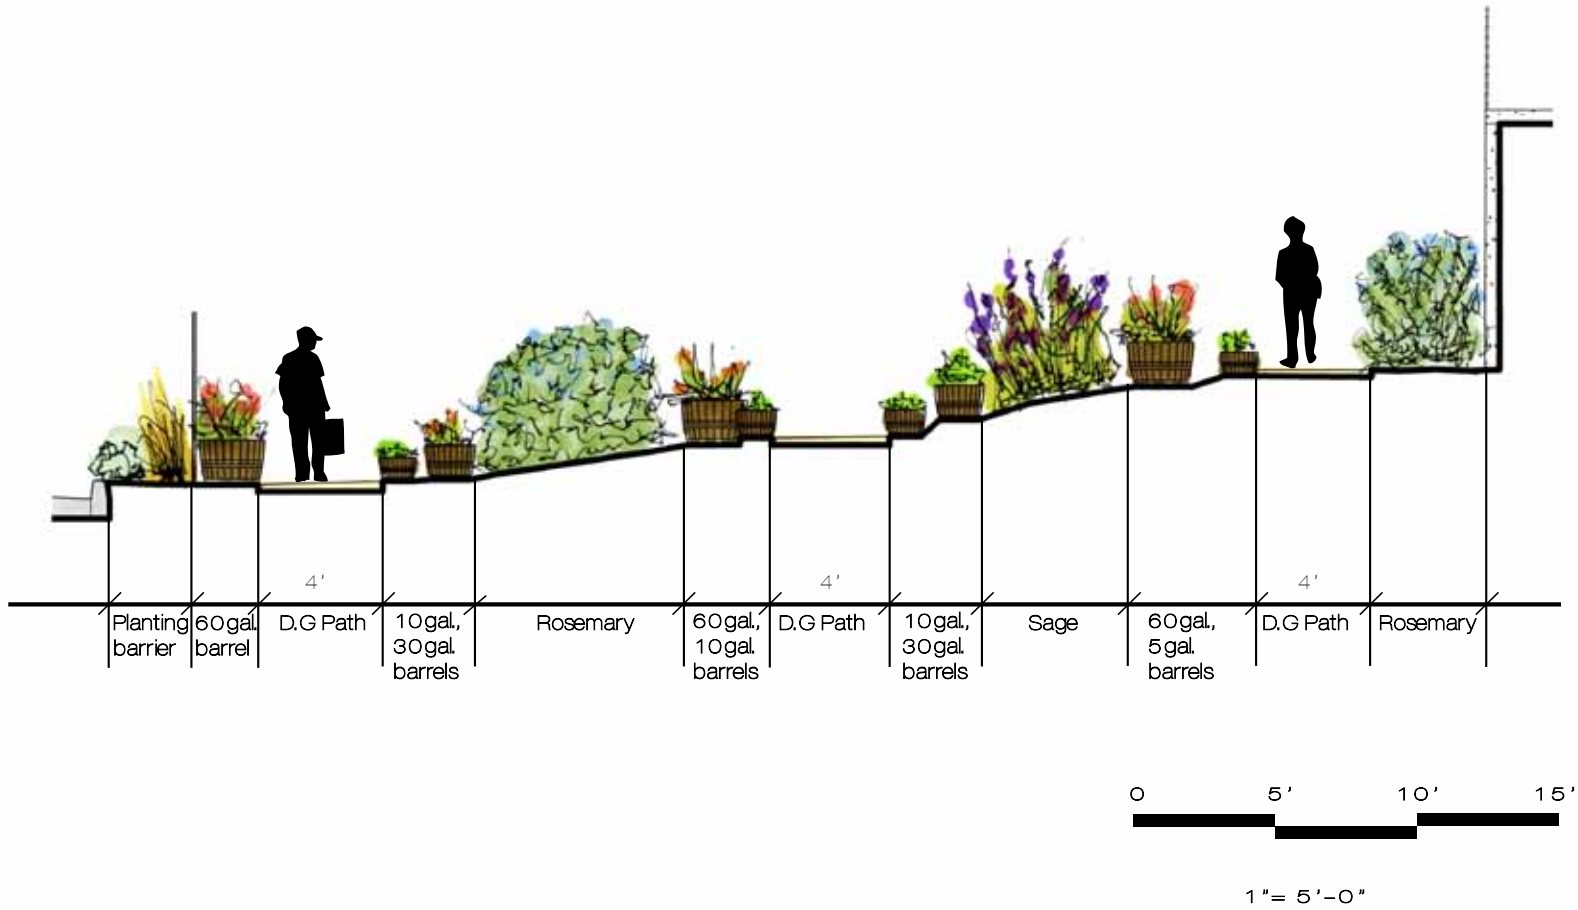 4'
4'
4'
Planting
barrier
60gal.
barrel
D.G Path
10gal.,
30gal.
barrels
Rosemary
60gal.,
10gal.
barrels
D.G Path
10gal.,
30gal.
barrels
Sage
60gal.,
5gal.
barrels
D.G Path
Rosemary
0 5' 10' 15'
1"= 5'-0"